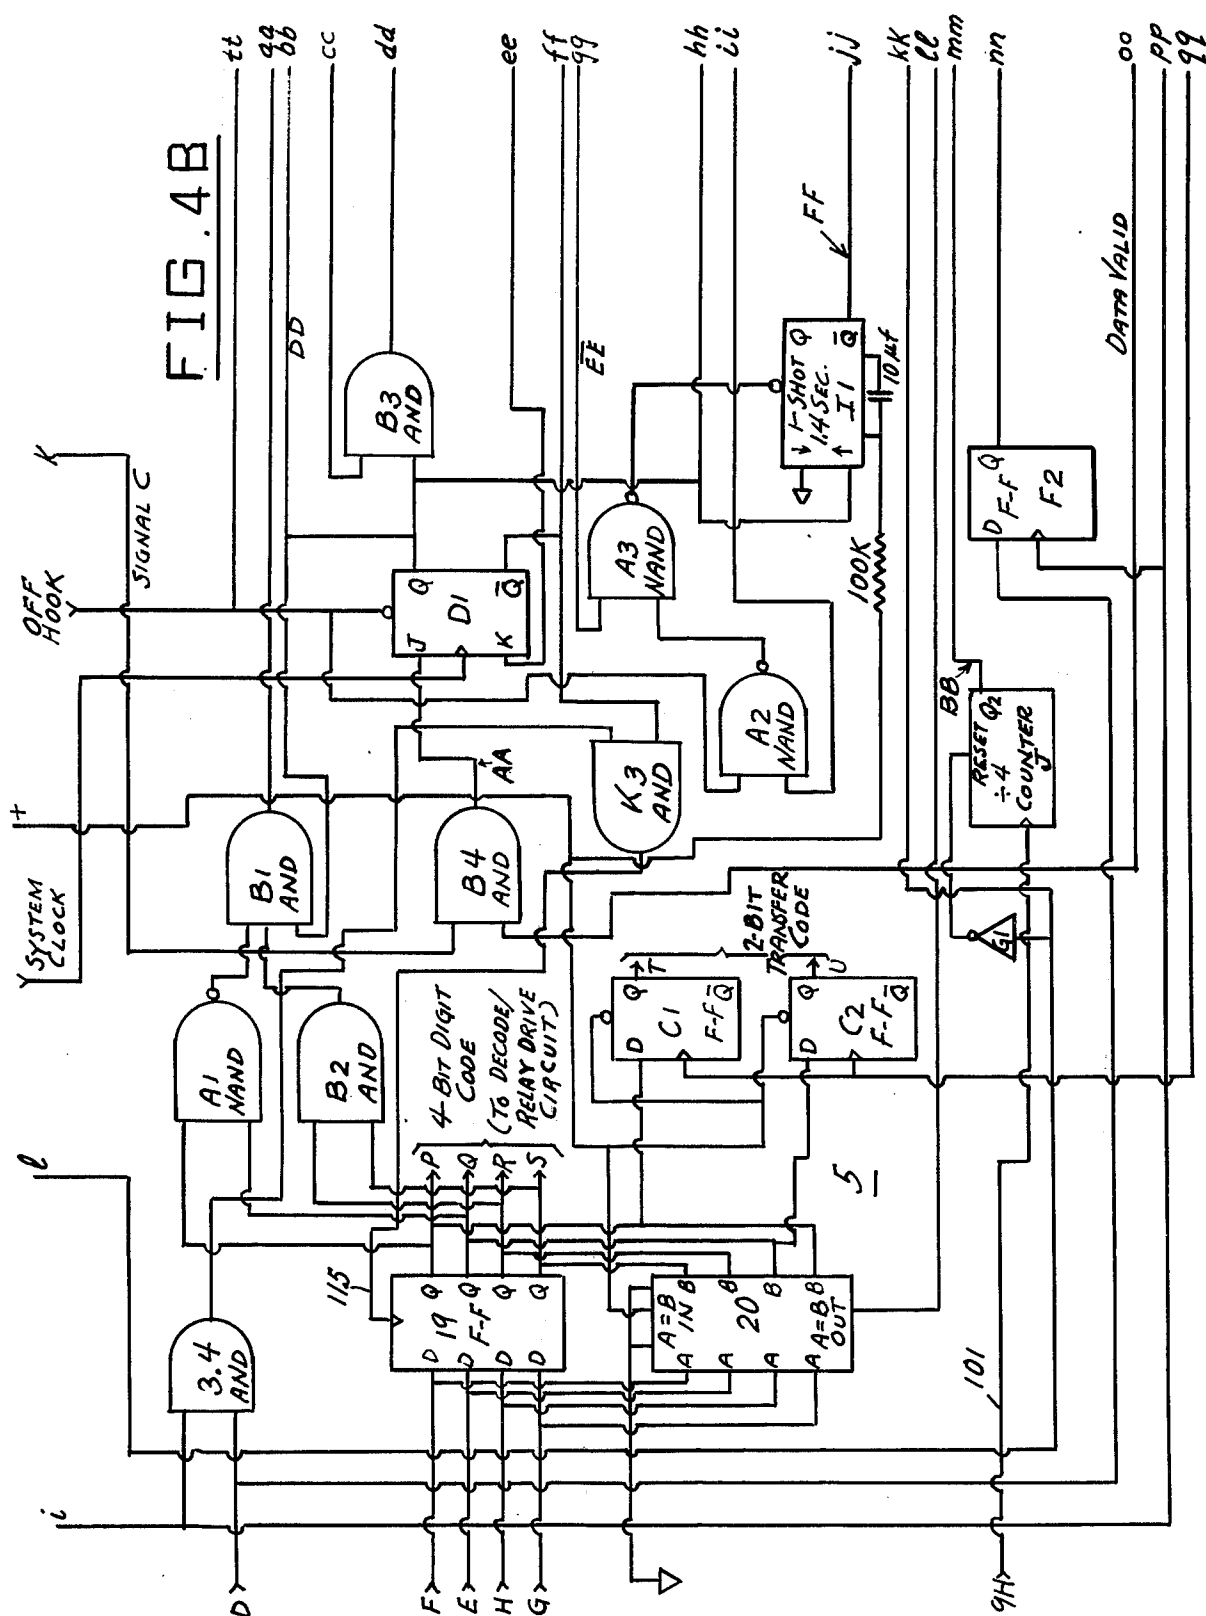 FIG. 4B
SYSTEM
CLOCK
+
OFF
HOOK
K
SIGNAL C
l
i
tt
aa
bb
cc
dd
ee
ff
gg
hh
ii
jj
kk
ll
mm
nn
oo
pp
qq
D
F
E
H
G
9H
3.4
AND
A1
NAND
B1
AND
B2
AND
B4
AND
AA
B3
AND
DD
J Q
D1
K Q̅
K3
AND
A3
NAND
A2
NAND
E̅E̅
1-SHOT Q
1.4 SEC.
I1 Q̅
FF
10 µf
100K
115
D Q
D 19 Q
D F-F Q
D Q
P
Q
R
S
4-BIT DIGIT
CODE
(TO DECODE/
RELAY DRIVE
CIRCUIT)
A=B
IN
A B
A 20 B
A B
A B
A=B
OUT
D Q
C1
F-F Q̅
T
2-BIT
TRANSFER
CODE
D Q
C2
F-F Q̅
U
5
G1
101
RESET Q2
÷4
COUNTER
J
BB
D Q
F-F
F2
DATA VALID